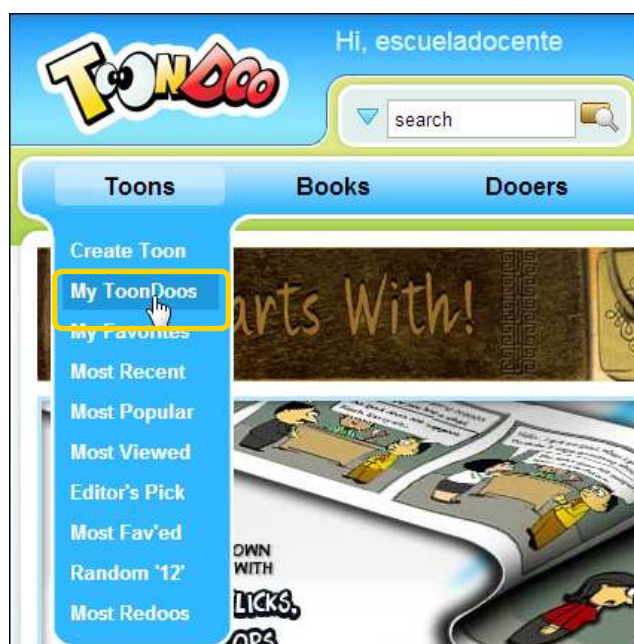 TOONDOO
Hi, escueladocente
search
Toons Books Dooers
Create Toon
My ToonDoos
My Favorites
Most Recent
Most Popular
Most Viewed
Editor's Pick
Most Fav'ed
Random '12'
Most Redoos
arts With!
OWN
WITH
LICKS,
OPS